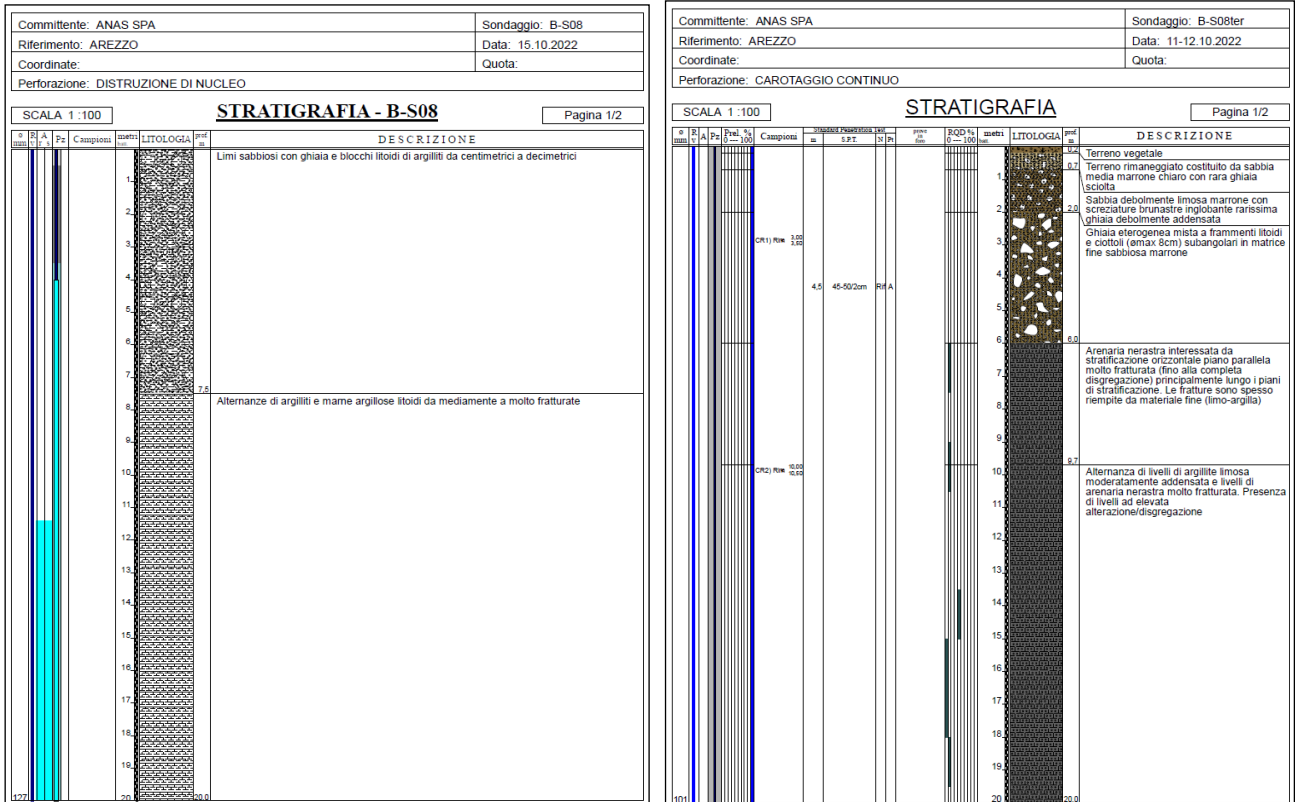 Committente: ANAS SPA
Sondaggio: B-S08
Riferimento: AREZZO
Data: 15.10.2022
Coordinate:
Quota:
Perforazione: DISTRUZIONE DI NUCLEO
SCALA 1 :100
STRATIGRAFIA - B-S08
Pagina 1/2
ø mm
R v
A r s
Pz
Campioni
metri batt.
LITOLOGIA
prof m
D E S C R I Z I O N E
Limi sabbiosi con ghiaia e blocchi litoidi di argilliti da centimetrici a decimetrici
1
2
3
4
5
6
7
7,5
Alternanze di argilliti e marne argillose litoidi da mediamente a molto fratturate
8
9
10
11
12
13
14
15
16
17
18
19
127
20
20,0
Committente: ANAS SPA
Sondaggio: B-S08ter
Riferimento: AREZZO
Data: 11-12.10.2022
Coordinate:
Quota:
Perforazione: CAROTAGGIO CONTINUO
SCALA 1 :100
STRATIGRAFIA
Pagina 1/2
ø mm
R v
A
Pz
Prel. %
0 --- 100
Campioni
Standard Penetration Test
m
S.P.T.
N
Pt
prove in foro
RQD %
0 --- 100
metri batt.
LITOLOGIA
prof m
D E S C R I Z I O N E
0,2
Terreno vegetale
0,7
Terreno rimaneggiato costituito da sabbia
media marrone chiaro con rara ghiaia
sciolta
1
Sabbia debolmente limosa marrone con
screziature brunastre inglobante rarissima
ghiaia debolmente addensata
2
2,0
Ghiaia eterogenea mista a frammenti litoidi
e ciottoli (ømax 8cm) subangolari in matrice
fine sabbiosa marrone
CR1) Rim
3,00
3,50
3
4
4,5
45-50/2cm
Rif
A
5
6
6,0
Arenaria nerastra interessata da
stratificazione orizzontale piano parallela
molto fratturata (fino alla completa
disgregazione) principalmente lungo i piani
di stratificazione. Le fratture sono spesso
riempite da materiale fine (limo-argilla)
7
8
9
9,7
CR2) Rim
10,00
10,50
10
Alternanza di livelli di argillite limosa
moderatamente addensata e livelli di
arenaria nerastra molto fratturata. Presenza
di livelli ad elevata
alterazione/disgregazione
11
12
13
14
15
16
17
18
19
101
20
20,0